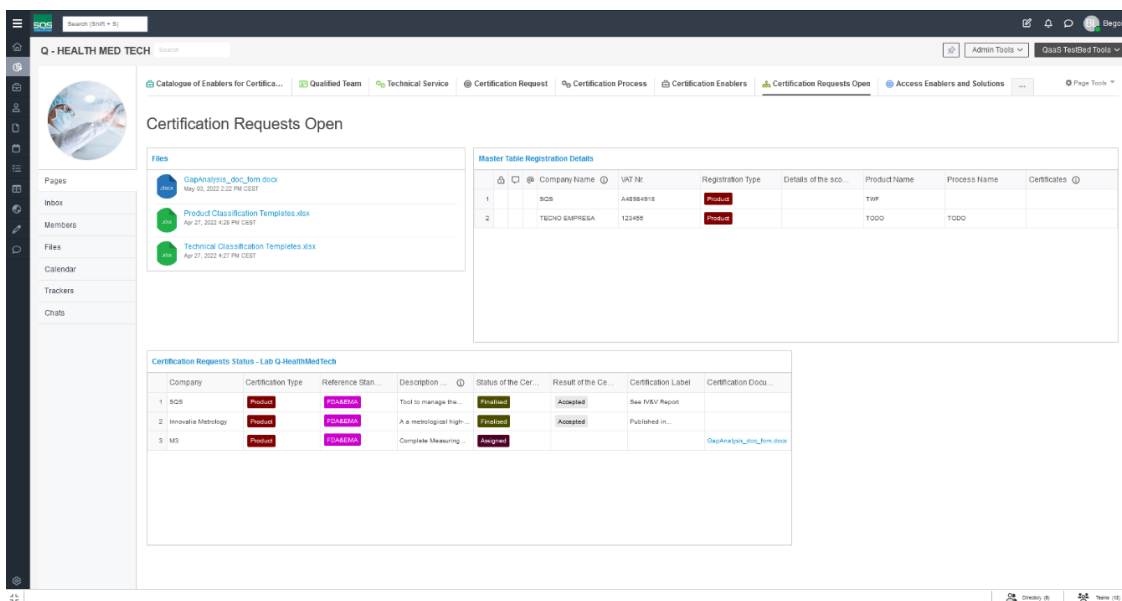 SQS
Search (Shift + S)
Q - HEALTH MED TECH
Search
Admin Tools
QaaS TestBed Tools
Catalogue of Enablers for Certifica...
Qualified Team
Technical Service
Certification Request
Certification Process
Certification Enablers
Certification Requests Open
Access Enablers and Solutions
...
Page Tools
Pages
Inbox
Members
Files
Calendar
Trackers
Chats
Certification Requests Open
Files
.docx
GapAnalysis_doc_fom.docx
May 03, 2022 2:22 PM CEST
.xlsx
Product Classification Templetes.xlsx
Apr 27, 2022 4:28 PM CEST
.xlsx
Technical Classification Templetes.xlsx
Apr 27, 2022 4:27 PM CEST
Master Table Registration Details
Company Name VAT Nr. Registration Type Details of the sco... Product Name Process Name Certificates
1 SQS Product TWF
2 TECNO EMPRESA 123456 Product TODO TODO
Certification Requests Status - Lab Q-HealthMedTech
Company Certification Type Reference Stan... Description ... Status of the Cer... Result of the Ce... Certification Label Certification Docu...
1 SQS Product FDA&EMA Tool to manage the... Finalised Accepted See IV&V Report
2 Innovalia Metrology Product FDA&EMA A a metrological high-... Finalised Accepted Published in...
3 M3 Product FDA&EMA Complete Measuring... Assigned GapAnalysis_doc_fom.docx
Directory (6)
Teams (18)